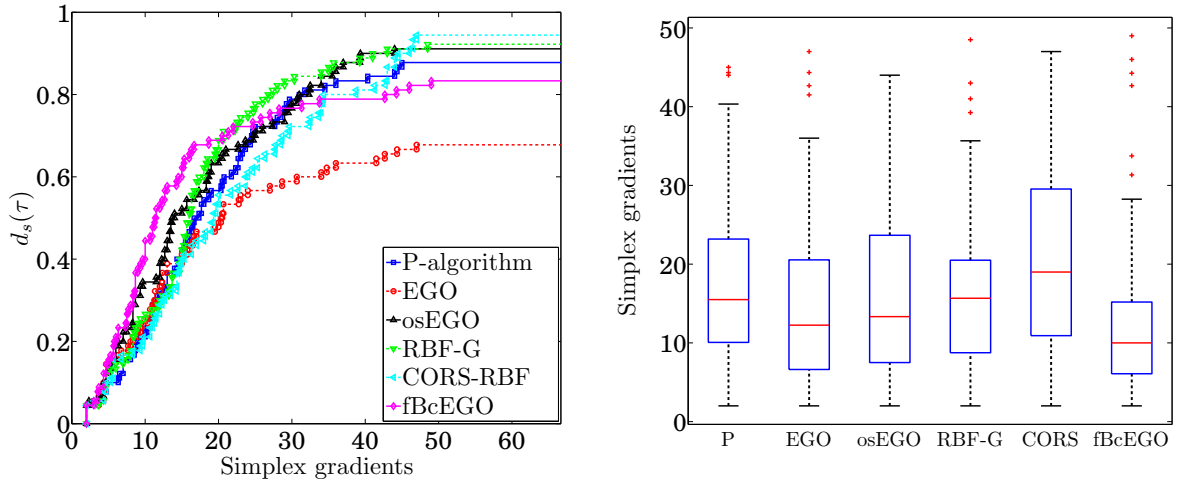 1
0.8
0.6
0.4
0.2
0
d_s(τ)
0 10 20 30 40 50 60
Simplex gradients
P-algorithm
EGO
osEGO
RBF-G
CORS-RBF
fBcEGO
50
40
30
20
10
0
Simplex gradients
P EGO osEGO RBF-G CORS fBcEGO